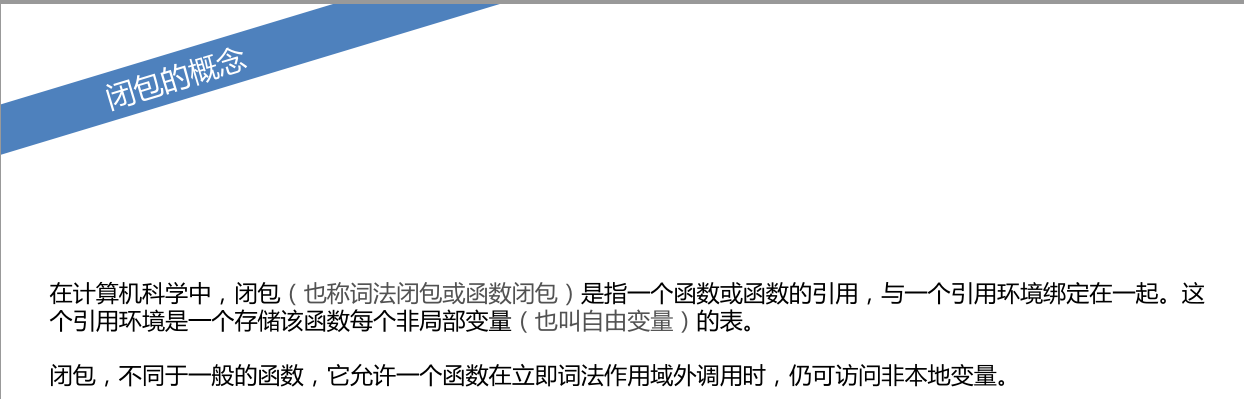 闭包的概念
在计算机科学中，闭包（也称词法闭包或函数闭包）是指一个函数或函数的引用，与一个引用环境绑定在一起。这
个引用环境是一个存储该函数每个非局部变量（也叫自由变量）的表。
闭包，不同于一般的函数，它允许一个函数在立即词法作用域外调用时，仍可访问非本地变量。